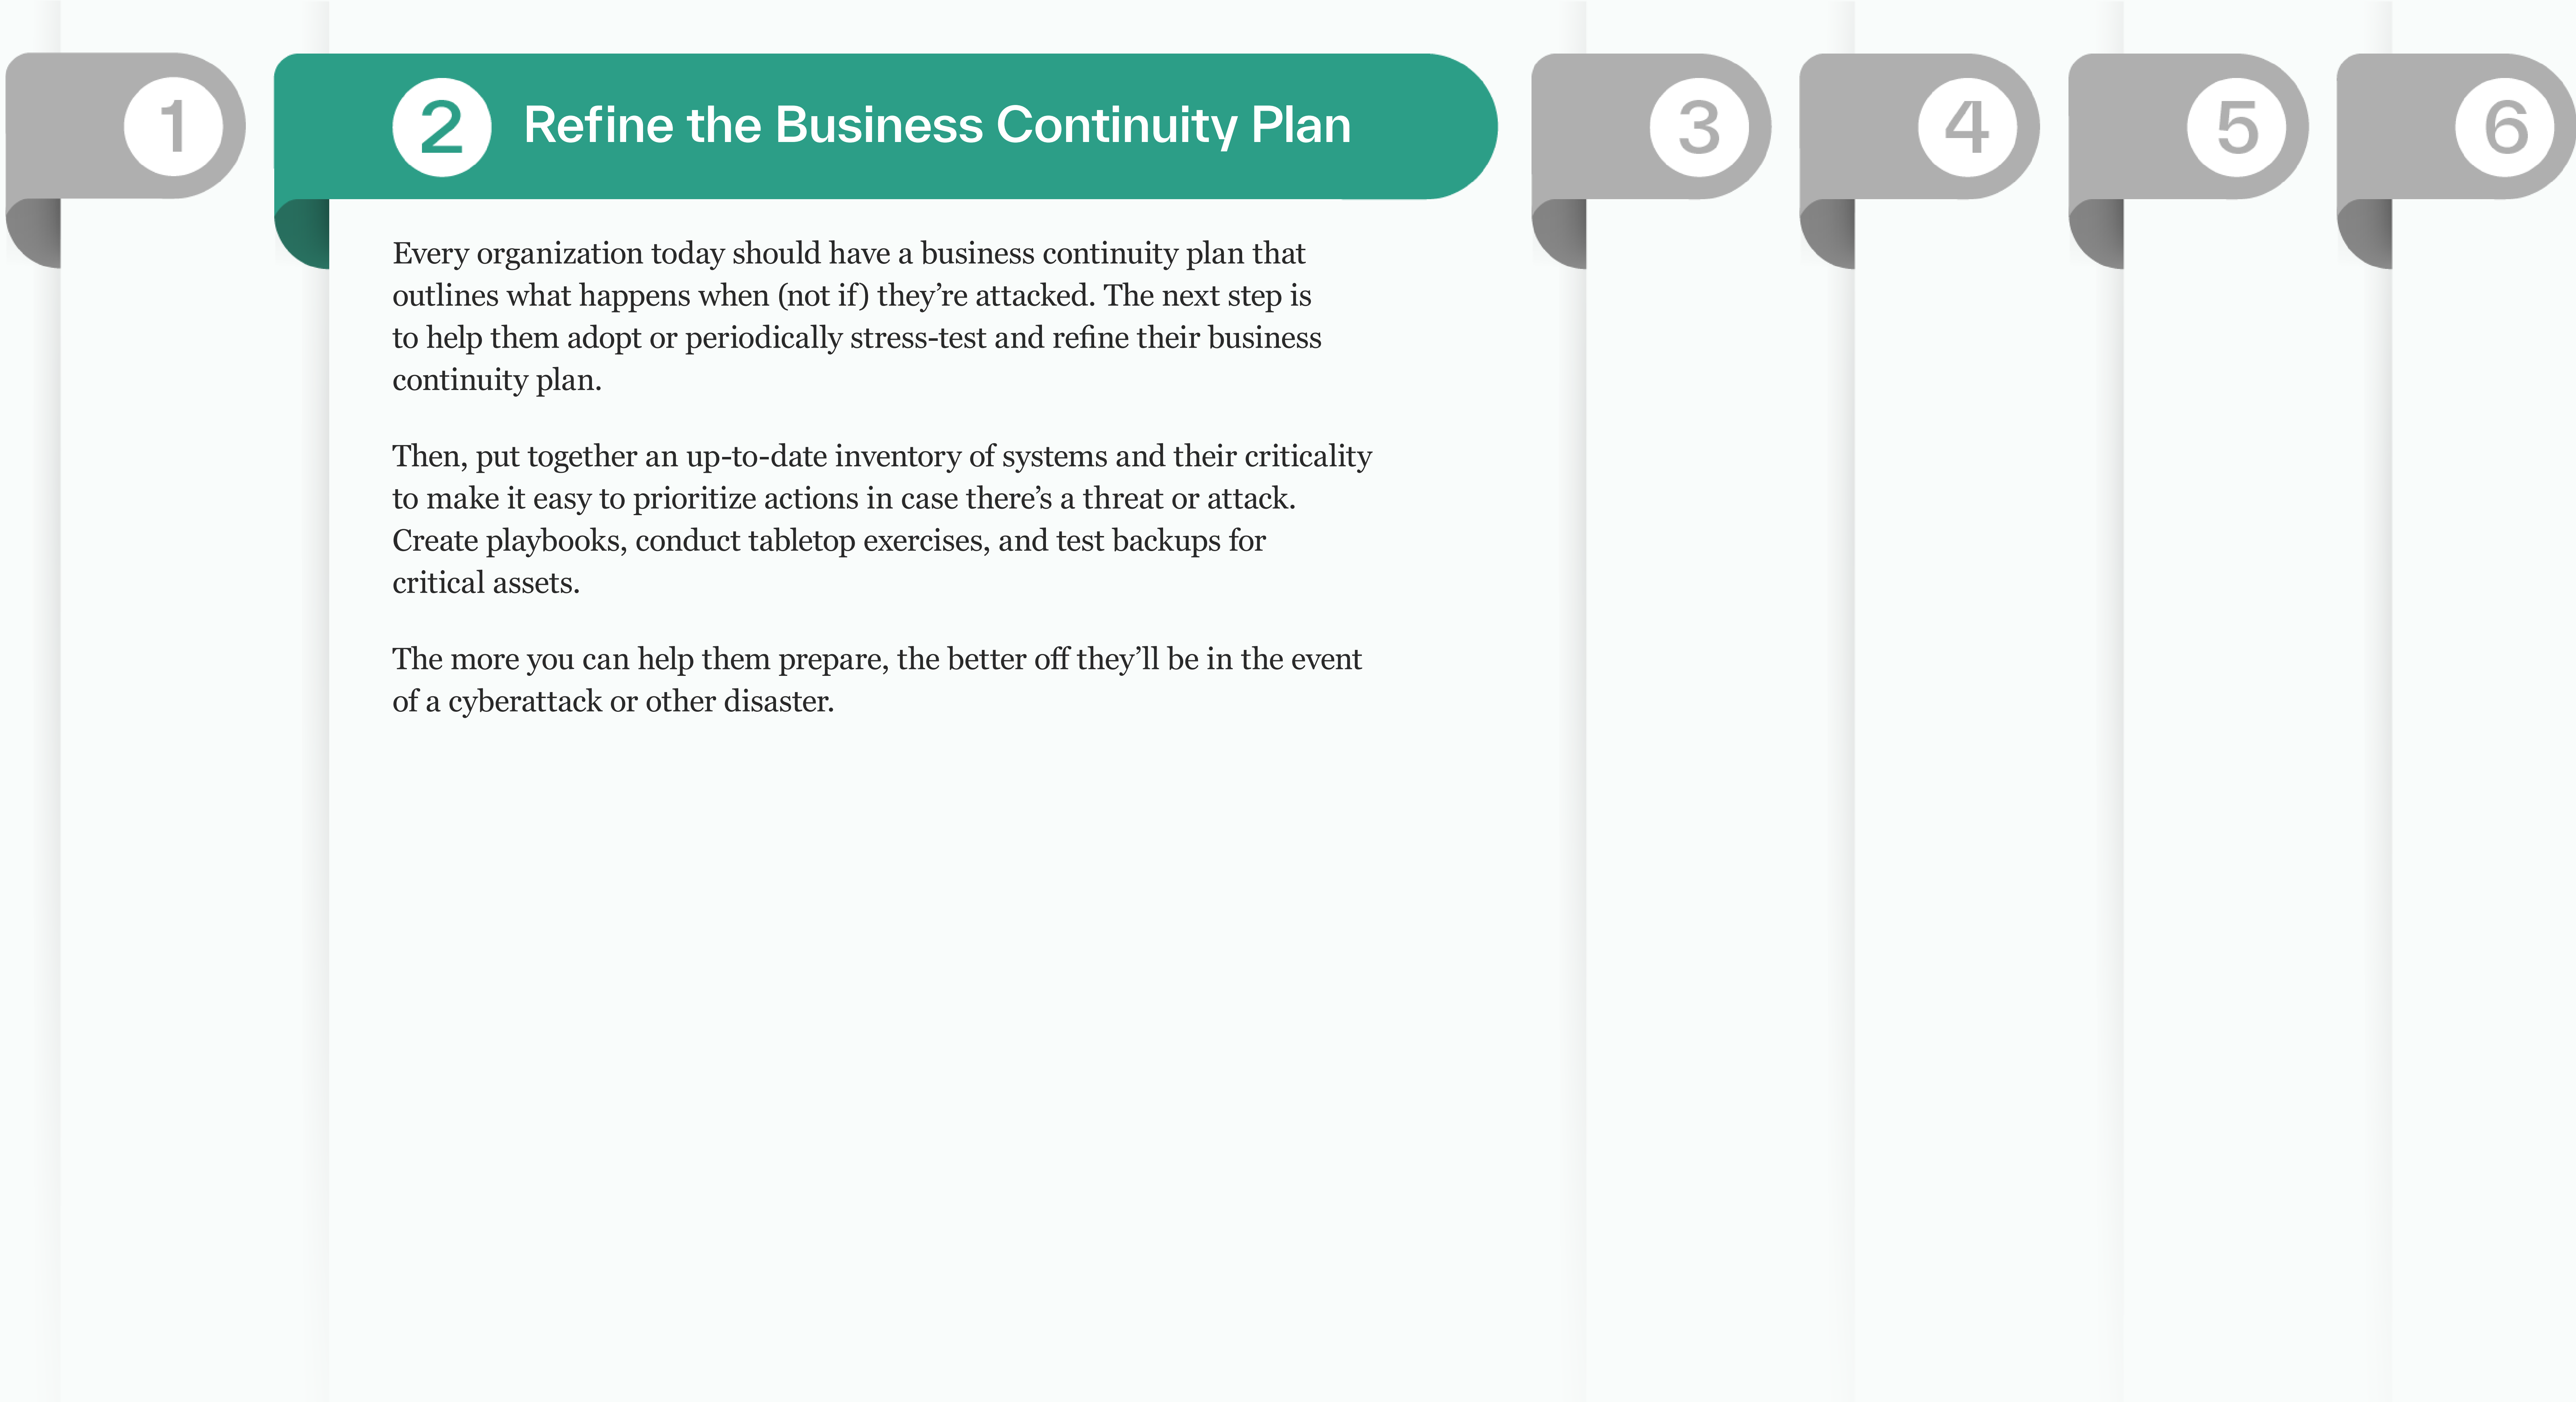 1
2 Refine the Business Continuity Plan
3
4
5
6
Every organization today should have a business continuity plan that
outlines what happens when (not if) they’re attacked. The next step is
to help them adopt or periodically stress-test and refine their business
continuity plan.
Then, put together an up-to-date inventory of systems and their criticality
to make it easy to prioritize actions in case there’s a threat or attack.
Create playbooks, conduct tabletop exercises, and test backups for
critical assets.
The more you can help them prepare, the better off they’ll be in the event
of a cyberattack or other disaster.